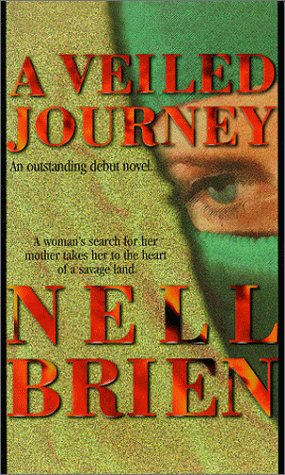 A VEILED
JOURNEY
An outstanding debut novel.
A woman's search for her
mother takes her to the heart
of a savage land.
NELL
BRIEN